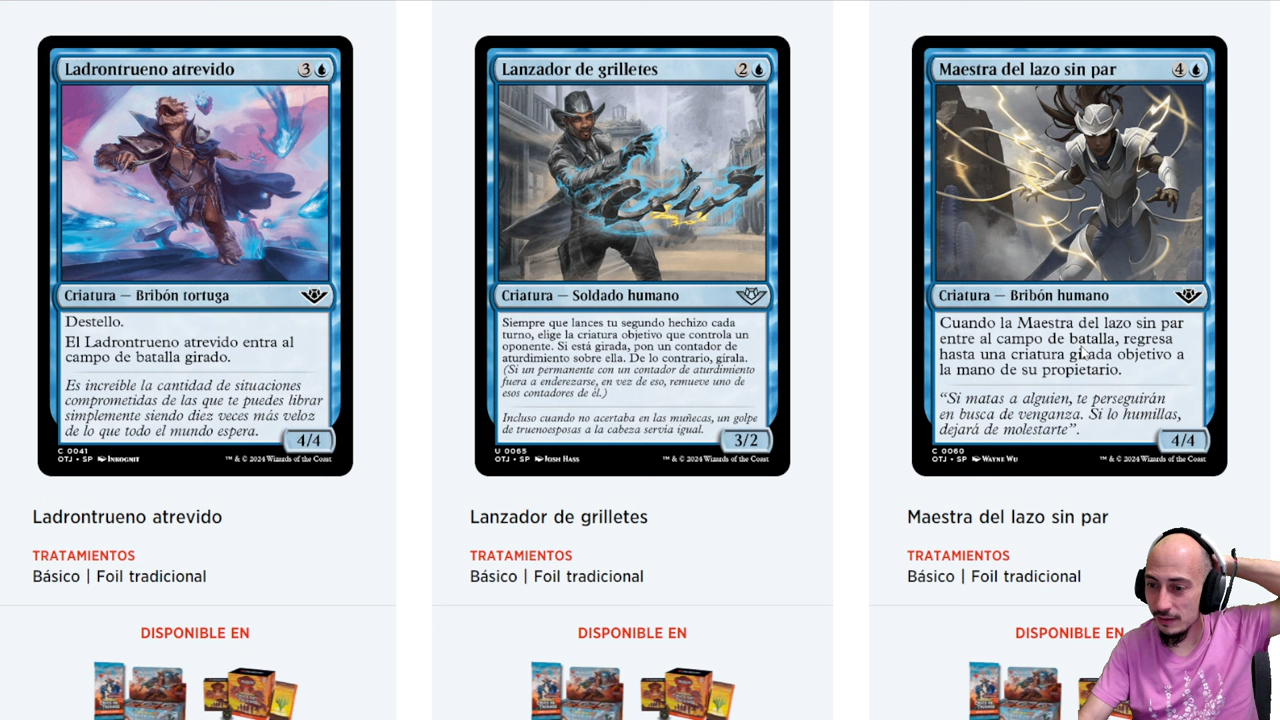 Ladrontrueno atrevido 3
Criatura — Bribón tortuga
Destello.
El Ladrontrueno atrevido entra al
campo de batalla girado.
Es increíble la cantidad de situaciones
comprometidas de las que te puedes librar
simplemente siendo diez veces más veloz
de lo que todo el mundo espera.
4/4
C 0041
OTJ • SP INKOGNIT ™ & © 2024 Wizards of the Coast
Ladrontrueno atrevido
TRATAMIENTOS
Básico | Foil tradicional
DISPONIBLE EN
Lanzador de grilletes 2
Criatura — Soldado humano
Siempre que lances tu segundo hechizo cada
turno, elige la criatura objetivo que controla un
oponente. Si está girada, pon un contador de
aturdimiento sobre ella. De lo contrario, gírala.
(Si un permanente con un contador de aturdimiento
fuera a enderezarse, en vez de eso, remueve uno de
esos contadores de él.)
Incluso cuando no acertaba en las muñecas, un golpe
de truenoesposas a la cabeza servía igual.
3/2
U 0065
OTJ • SP JOSH HASS ™ & © 2024 Wizards of the Coast
Lanzador de grilletes
TRATAMIENTOS
Básico | Foil tradicional
DISPONIBLE EN
Maestra del lazo sin par 4
Criatura — Bribón humano
Cuando la Maestra del lazo sin par
entre al campo de batalla, regresa
hasta una criatura girada objetivo a
la mano de su propietario.
“Si matas a alguien, te perseguirán
en busca de venganza. Si lo humillas,
dejará de molestarte”.
4/4
C 0060
OTJ • SP WAYNE WU ™ & © 2024 Wizards of the Coast
Maestra del lazo sin par
TRATAMIENTOS
Básico | Foil tradicional
DISPONIBLE EN